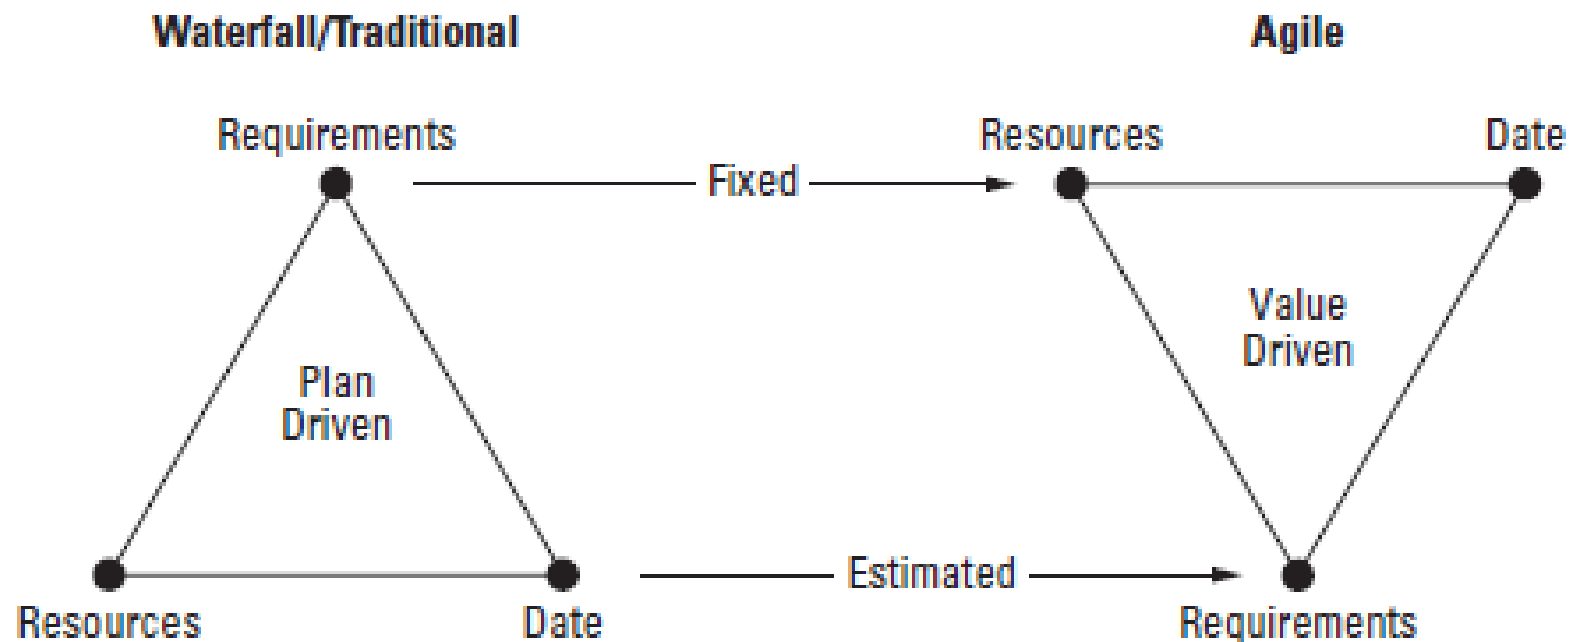 Waterfall/Traditional
Agile
Requirements
Resources
Date
Fixed
Plan
Driven
Value
Driven
Estimated
Resources
Date
Requirements